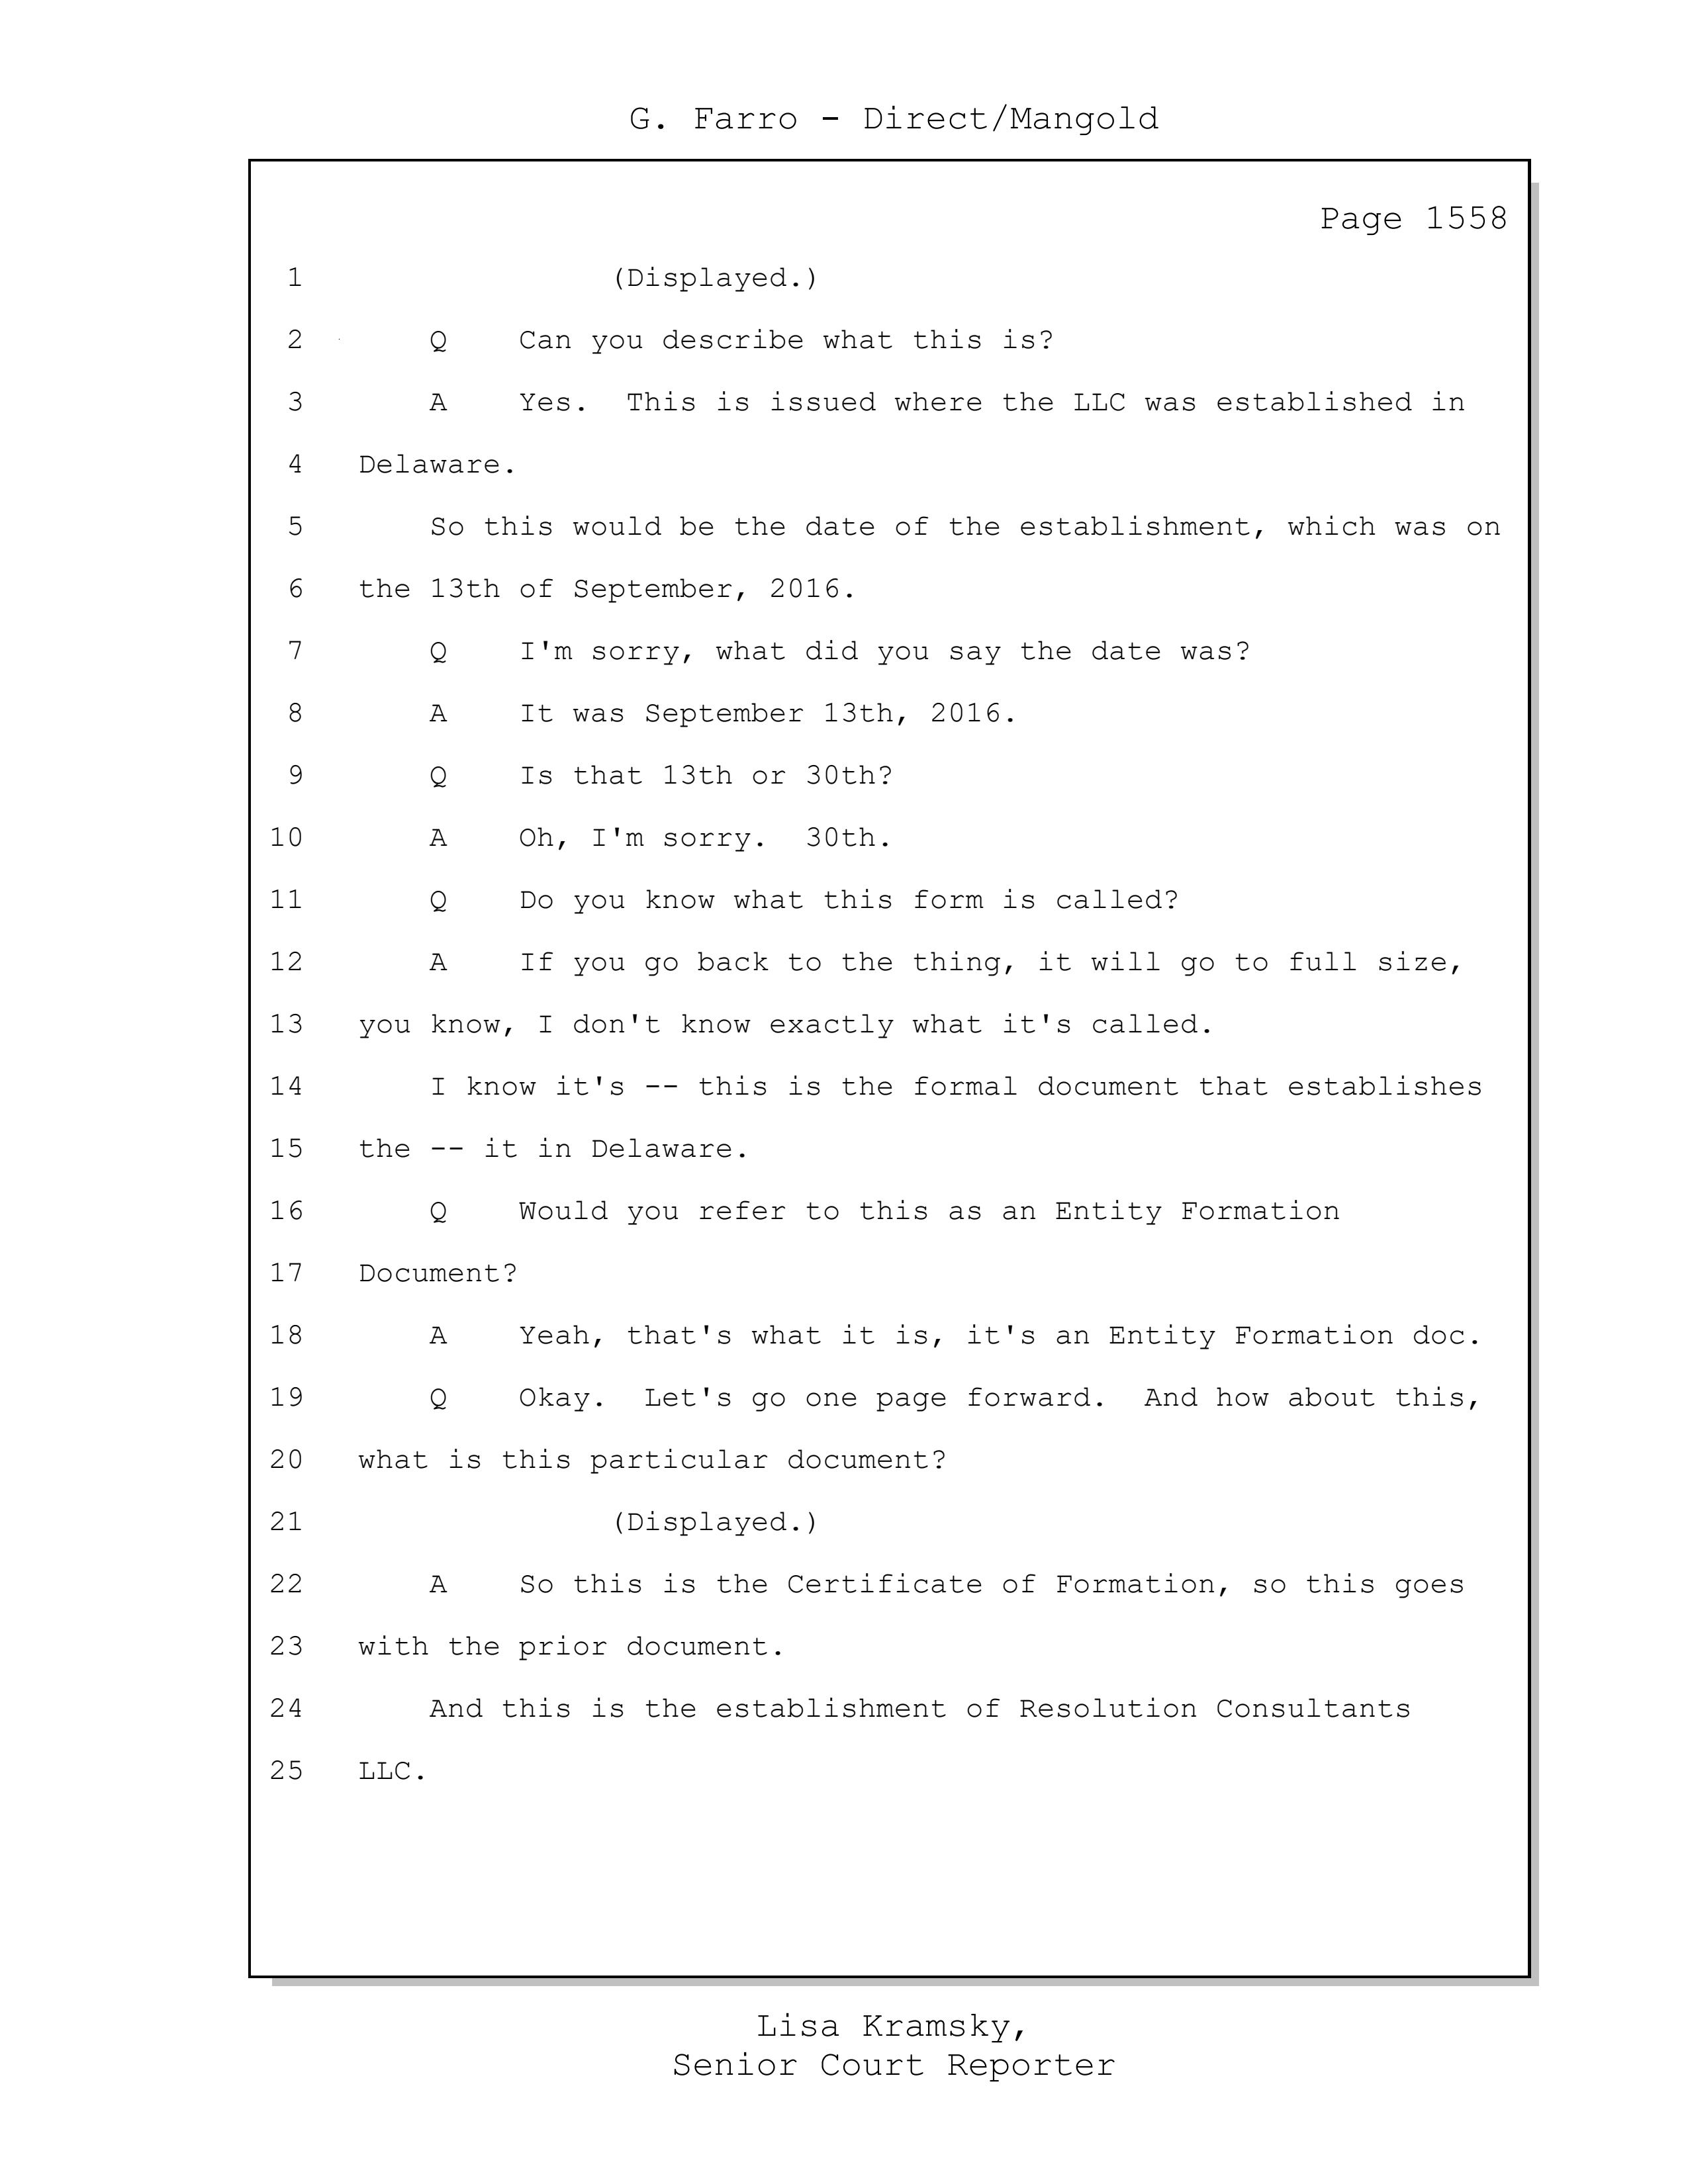 G. Farro - Direct/Mangold
Page 1558
1 (Displayed.)
2 Q Can you describe what this is?
3 A Yes. This is issued where the LLC was established in
4 Delaware.
5 So this would be the date of the establishment, which was on
6 the 13th of September, 2016.
7 Q I'm sorry, what did you say the date was?
8 A It was September 13th, 2016.
9 Q Is that 13th or 30th?
10 A Oh, I'm sorry. 30th.
11 Q Do you know what this form is called?
12 A If you go back to the thing, it will go to full size,
13 you know, I don't know exactly what it's called.
14 I know it's -- this is the formal document that establishes
15 the -- it in Delaware.
16 Q Would you refer to this as an Entity Formation
17 Document?
18 A Yeah, that's what it is, it's an Entity Formation doc.
19 Q Okay. Let's go one page forward. And how about this,
20 what is this particular document?
21 (Displayed.)
22 A So this is the Certificate of Formation, so this goes
23 with the prior document.
24 And this is the establishment of Resolution Consultants
25 LLC.
Lisa Kramsky,
Senior Court Reporter